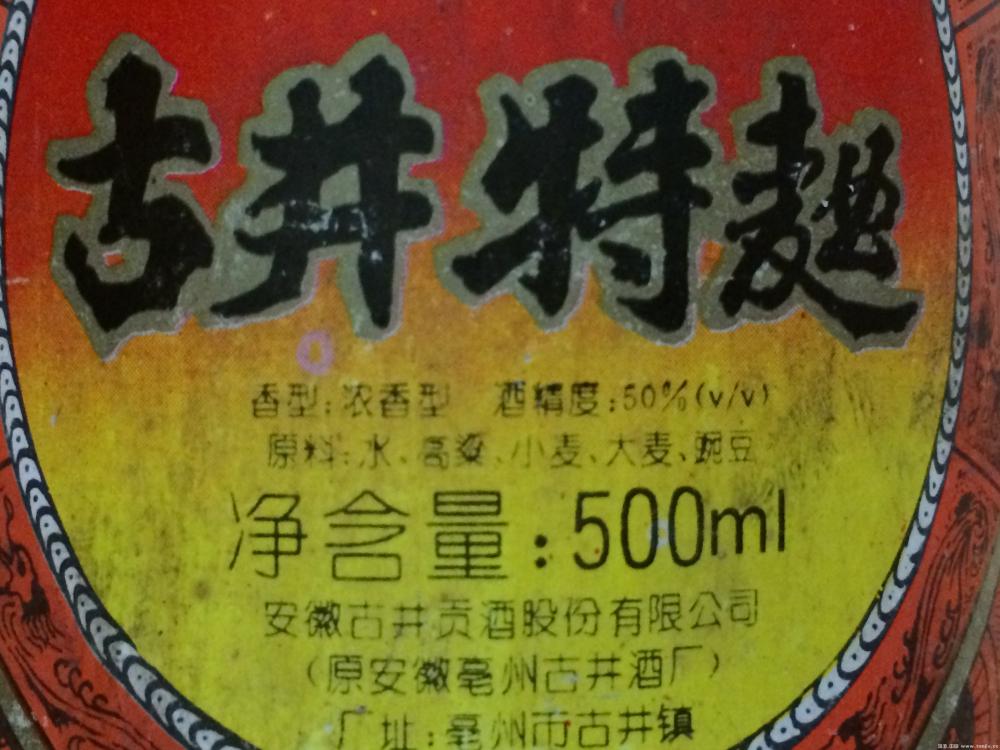 古井特麯
香型:浓香型 酒精度:50%(v/v)
原料:水、高粱、小麦、大麦、豌豆
净含量:500ml
安徽古井贡酒股份有限公司
(原安徽亳州古井酒厂)
厂址:亳州市古井镇